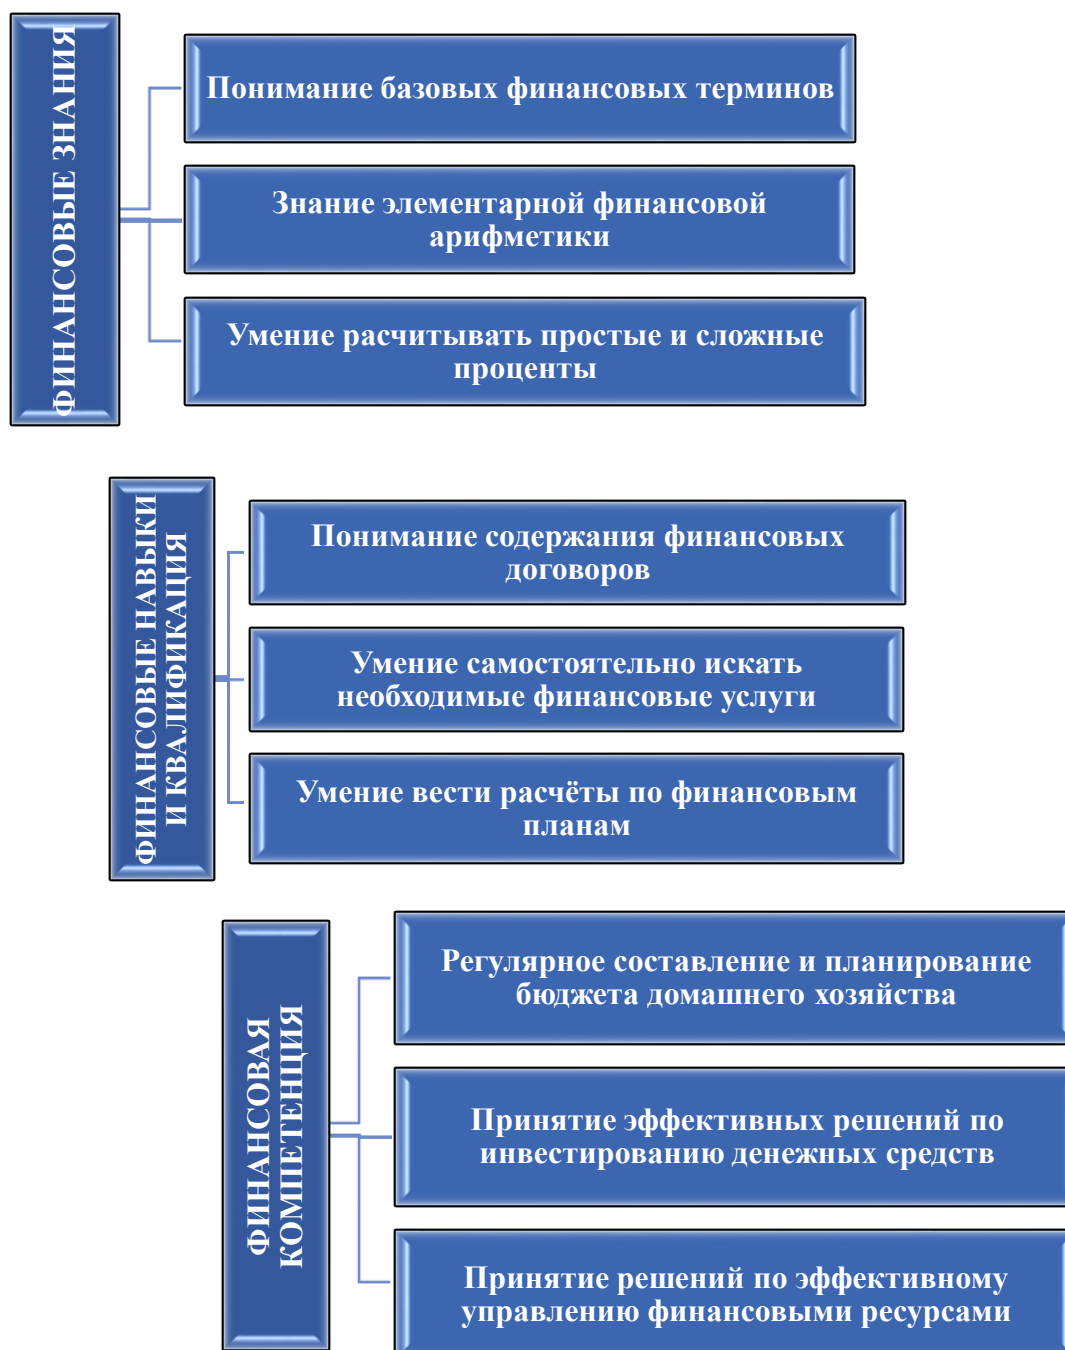 ФИНАНСОВЫЕ ЗНАНИЯ
Понимание базовых финансовых терминов
Знание элементарной финансовой
арифметики
Умение расчитывать простые и сложные
проценты
ФИНАНСОВЫЕ НАВЫКИ
И КВАЛИФИКАЦИЯ
Понимание содержания финансовых
договоров
Умение самостоятельно искать
необходимые финансовые услуги
Умение вести расчёты по финансовым
планам
ФИНАНСОВАЯ
КОМПЕТЕНЦИЯ
Регулярное составление и планирование
бюджета домашнего хозяйства
Принятие эффективных решений по
инвестированию денежных средств
Принятие решений по эффективному
управлению финансовыми ресурсами